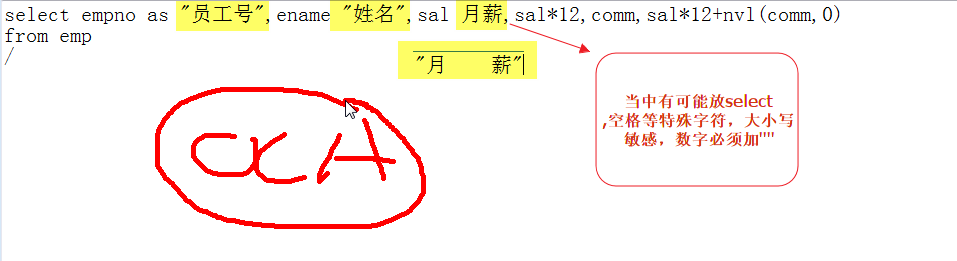 select empno as "员工号",ename "姓名",sal 月薪,sal*12,comm,sal*12+nvl(comm,0)
from emp
/
"月    薪"
当中有可能放select
,空格等特殊字符，大小写
敏感，数字必须加""
OCA